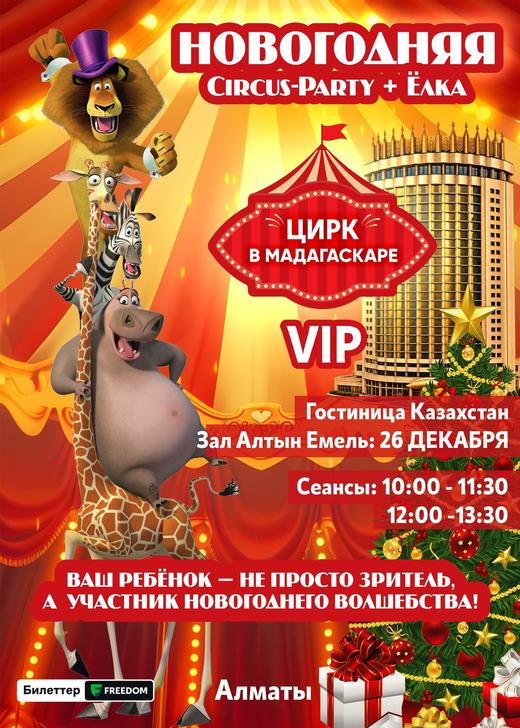 НОВОГОДНЯЯ
CIRCUS-PARTY + ЁЛКА
ЦИРК
В МАДАГАСКАРЕ
VIP
Гостиница Казахстан
Зал Алтын Емель: 26 ДЕКАБРЯ
Сеансы: 10:00 - 11:30
12:00 -13:30
ВАШ РЕБЁНОК – НЕ ПРОСТО ЗРИТЕЛЬ,
А УЧАСТНИК НОВОГОДНЕГО ВОЛШЕБСТВА!
Билеттер FREEDOM
Алматы